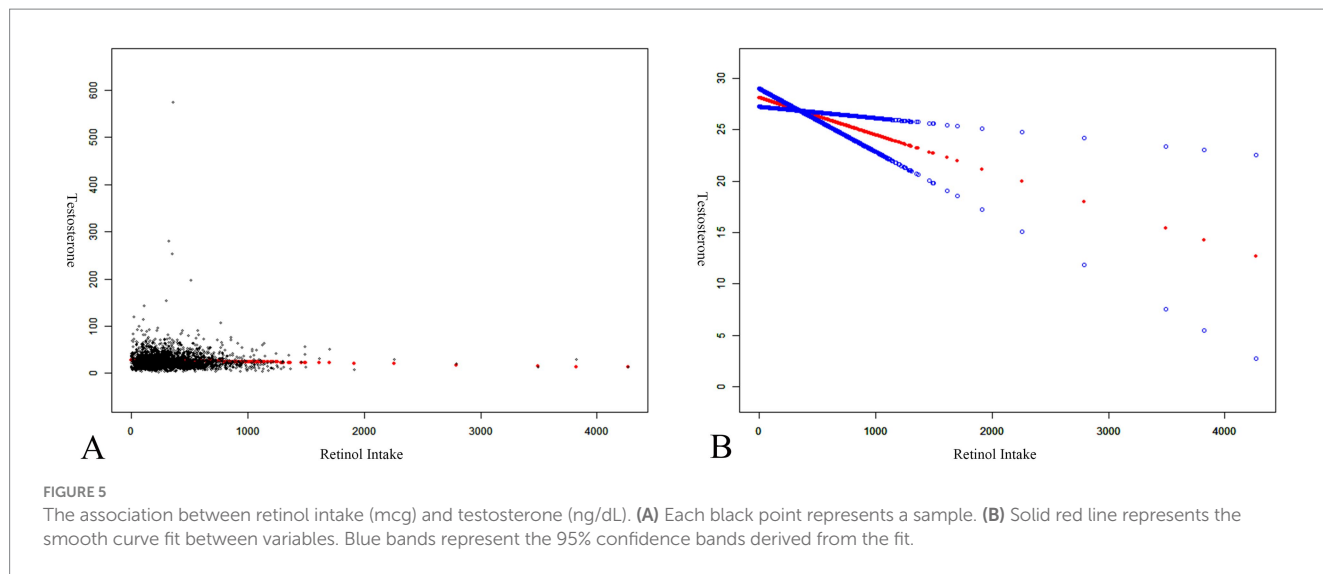 600
500
400
300
200
100
0
Testosterone
0 1000 2000 3000 4000
Retinol Intake
A
30
25
20
15
10
5
0
Testosterone
0 1000 2000 3000 4000
Retinol Intake
B
FIGURE 5
The association between retinol intake (mcg) and testosterone (ng/dL). (A) Each black point represents a sample. (B) Solid red line represents the
smooth curve fit between variables. Blue bands represent the 95% confidence bands derived from the fit.